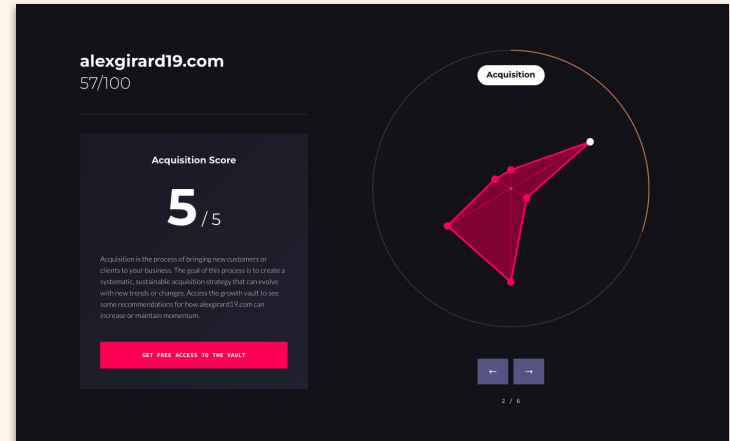 alexgirard19.com
57/100
Acquisition Score
5 / 5
Acquisition is the process of bringing new customers or
clients to your business. The goal of this process is to create a
systematic, sustainable acquisition strategy that can evolve
with new trends or changes. Access the growth vault to see
some recommendations for how alexgirard19.com can
increase or maintain momentum.
GET FREE ACCESS TO THE VAULT
Acquisition
← →
2 / 6